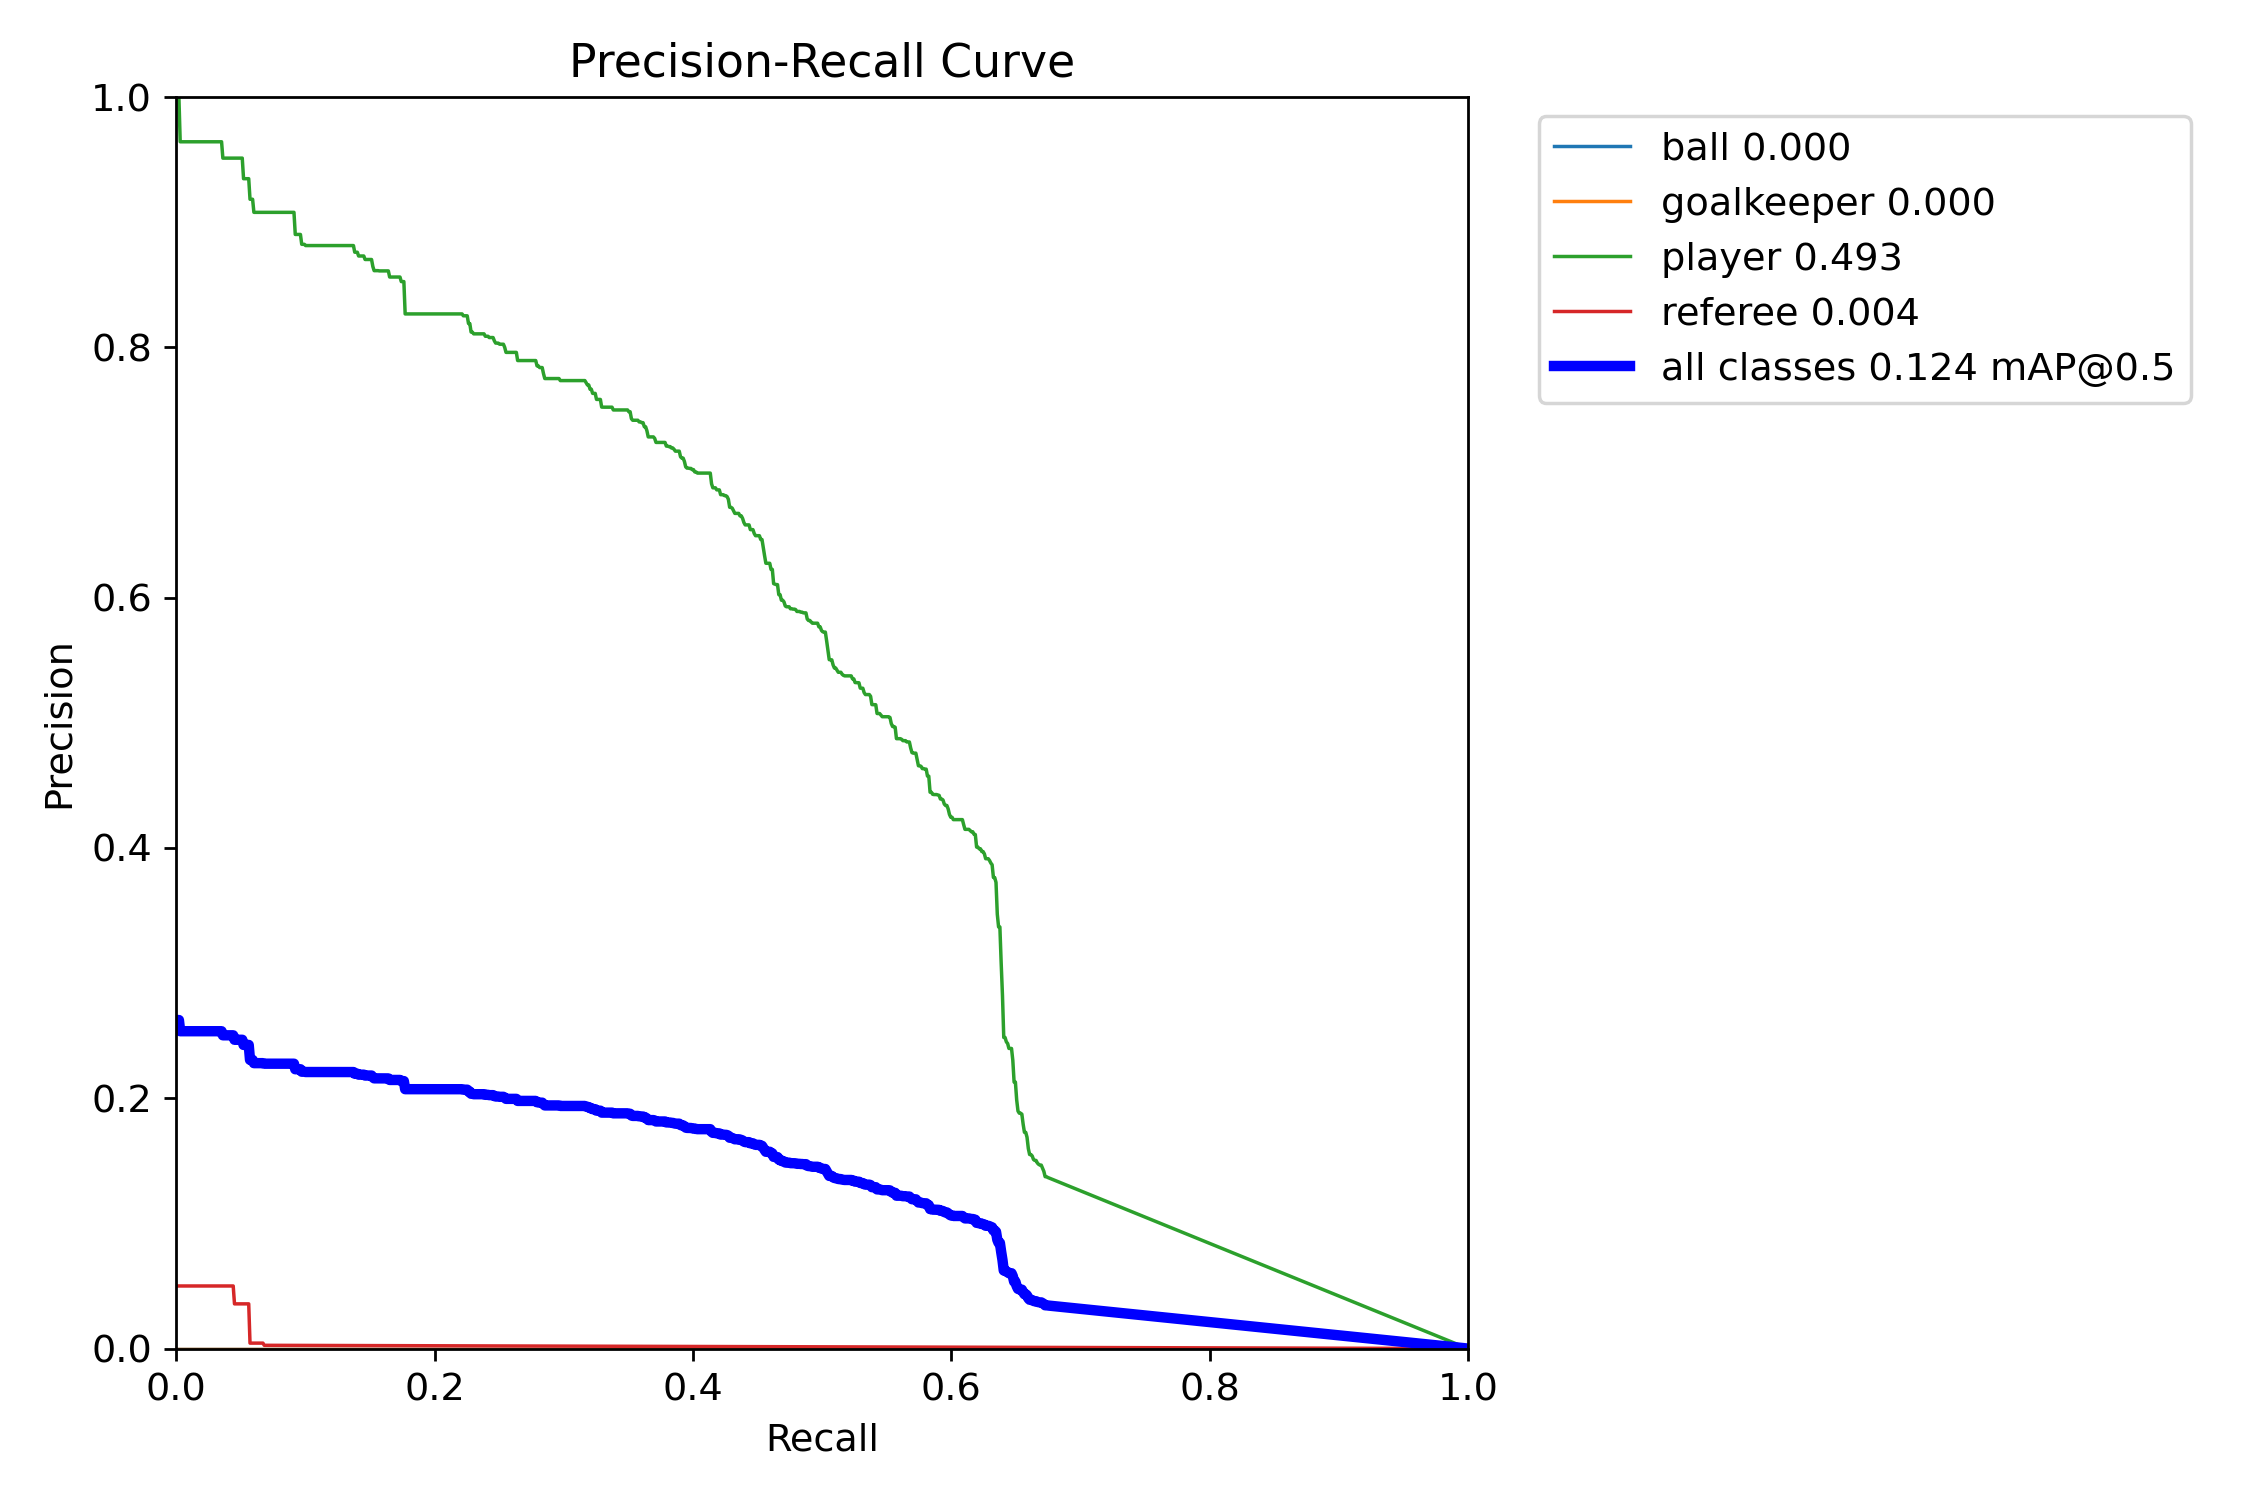 Precision-Recall Curve
1.0
0.8
0.6
0.4
0.2
0.0
Precision
0.0 0.2 0.4 0.6 0.8 1.0
Recall
ball 0.000
goalkeeper 0.000
player 0.493
referee 0.004
all classes 0.124 mAP@0.5